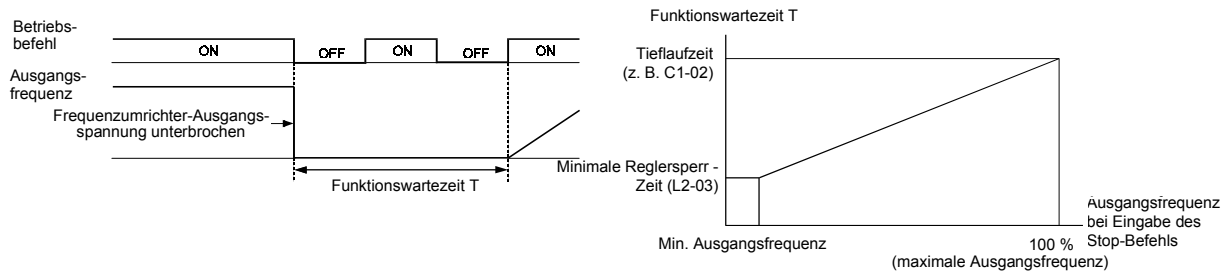 Betriebs-
befehl
ON
OFF
ON
OFF
ON
Ausgangs-
frequenz
Frequenzumrichter-Ausgangs-
spannung unterbrochen
Funktionswartezeit T
Funktionswartezeit T
Tieflaufzeit
(z. B. C1-02)
Minimale Reglersperr -
Zeit (L2-03)
Min. Ausgangsfrequenz
100 %
(maximale Ausgangsfrequenz)
Ausgangsfrequenz
bei Eingabe des
Stop-Befehls